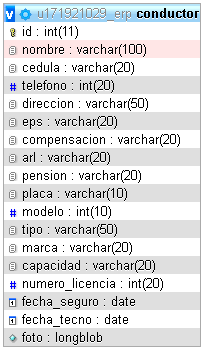 v u171921029_erp conductor
id : int(11)
nombre : varchar(100)
cedula : varchar(20)
# telefono : int(20)
direccion : varchar(50)
eps : varchar(20)
compensacion : varchar(20)
arl : varchar(20)
pension : varchar(20)
placa : varchar(10)
# modelo : int(10)
tipo : varchar(50)
marca : varchar(20)
capacidad : varchar(20)
# numero_licencia : int(20)
fecha_seguro : date
fecha_tecno : date
foto : longblob